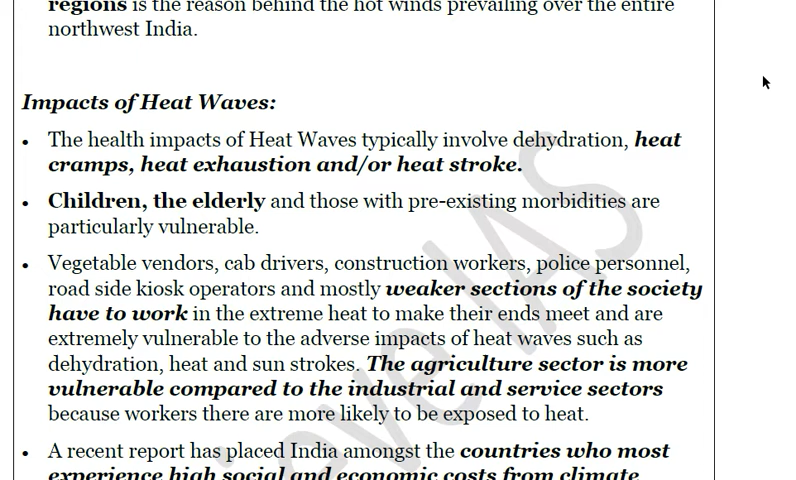 regions is the reason behind the hot winds prevailing over the entire
northwest India.
Impacts of Heat Waves:
• The health impacts of Heat Waves typically involve dehydration, heat
cramps, heat exhaustion and/or heat stroke.
• Children, the elderly and those with pre-existing morbidities are
particularly vulnerable.
• Vegetable vendors, cab drivers, construction workers, police personnel,
road side kiosk operators and mostly weaker sections of the society
have to work in the extreme heat to make their ends meet and are
extremely vulnerable to the adverse impacts of heat waves such as
dehydration, heat and sun strokes. The agriculture sector is more
vulnerable compared to the industrial and service sectors
because workers there are more likely to be exposed to heat.
• A recent report has placed India amongst the countries who most
experience high social and economic costs from climate